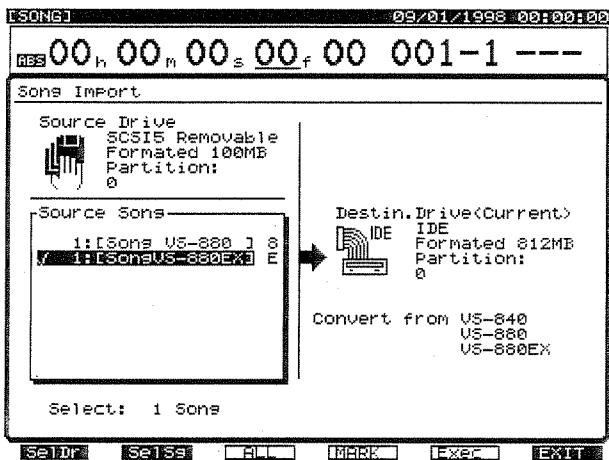 [SONG] 09/01/1998 00:00:00
ABS 00h 00m 00s 00f 00 001-1 ---
Song Import
Source Drive
SCSI5 Removable
Formated 100MB
Partition:
0
Source Song
1:[Song VS-880 ] 8
✓ 1:[SongVS-880EX] E
Destin.Drive(Current)
IDE
IDE
Formated 812MB
Partition:
0
Convert from VS-840
VS-880
VS-880EX
Select: 1 Song
SelDr SelSg ALL MARK Exec EXIT